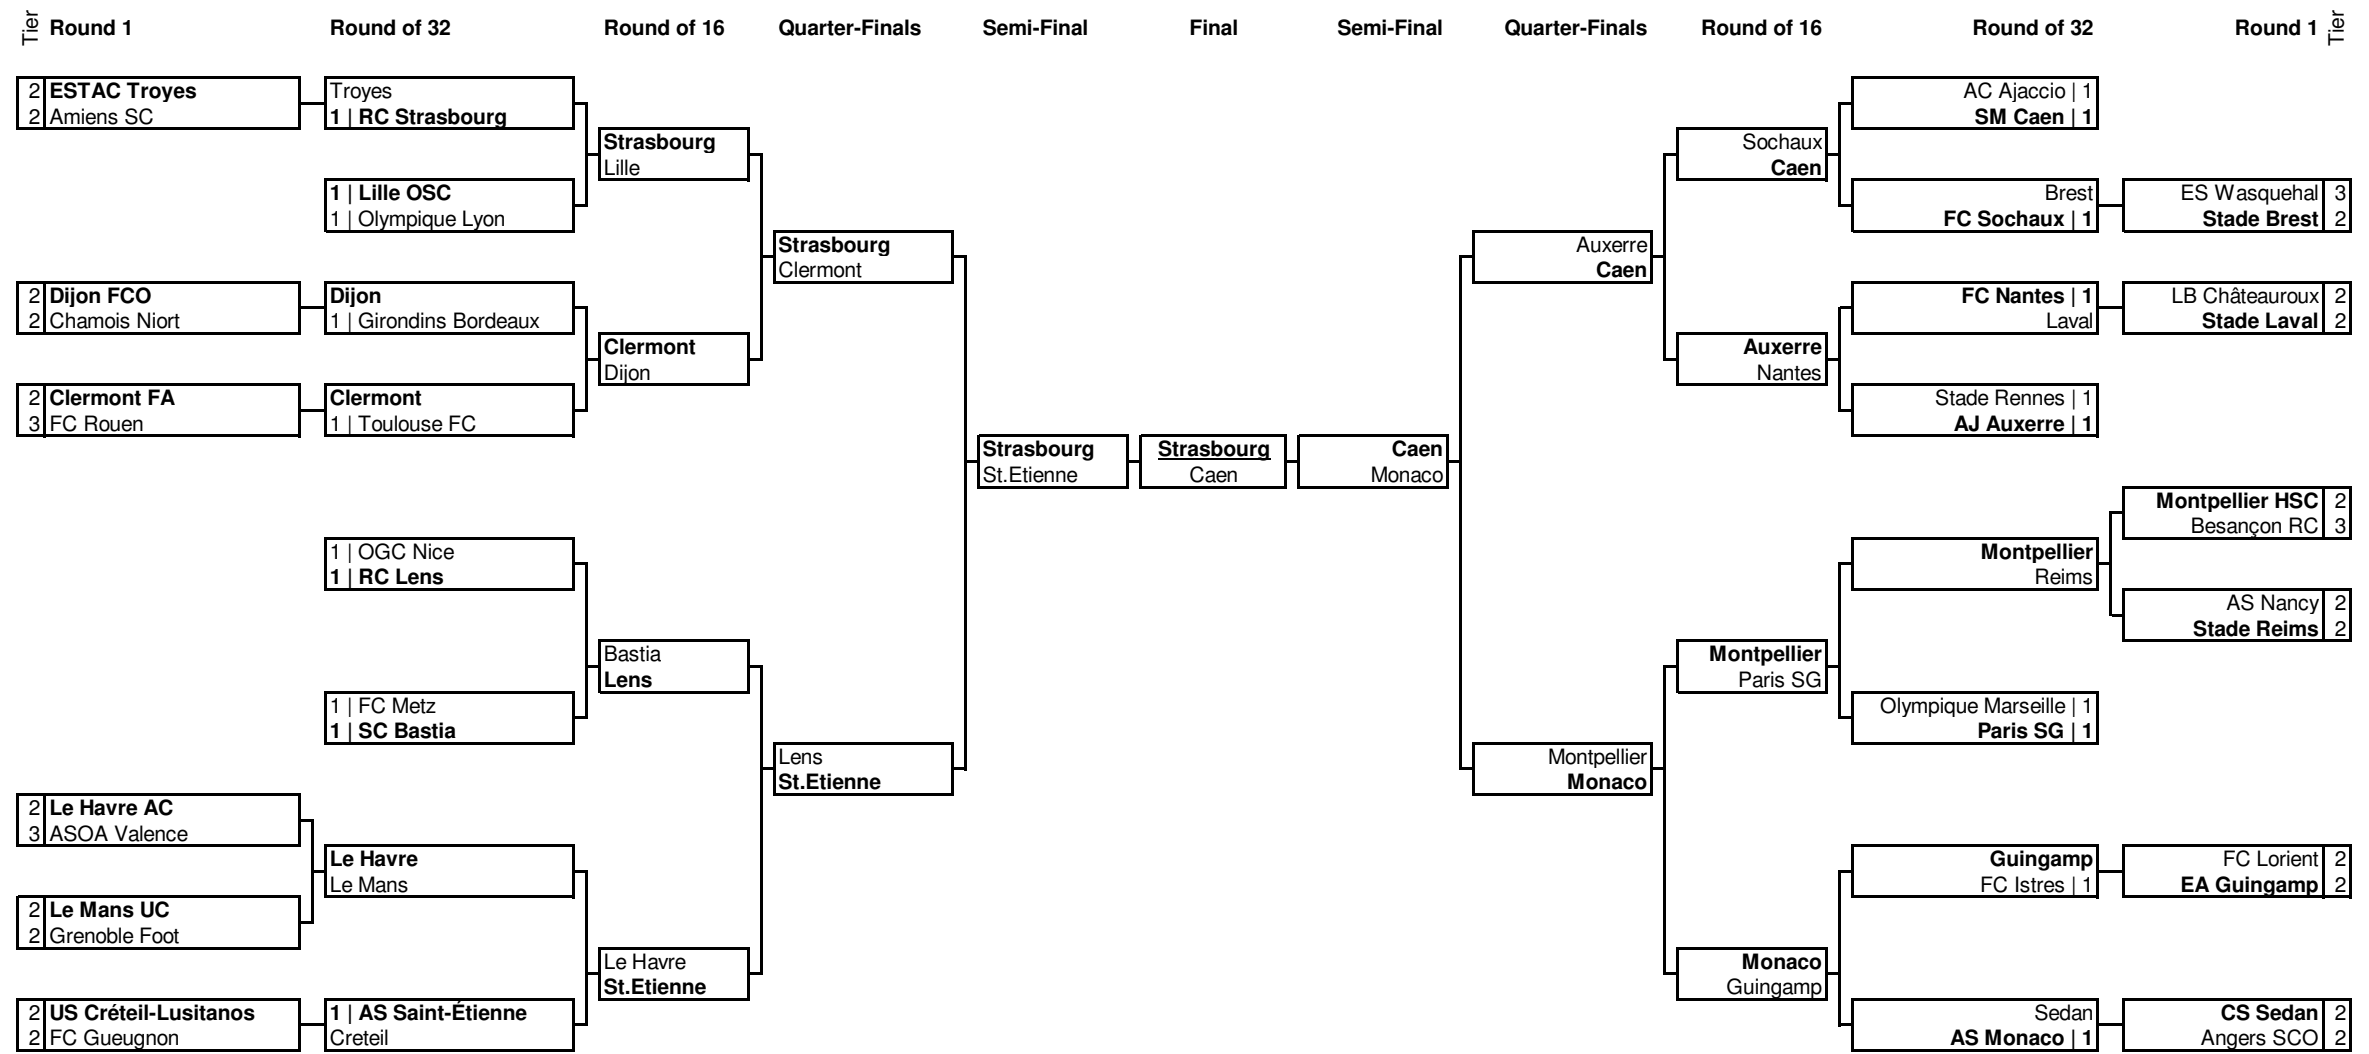 Tier Round 1 Round of 32 Round of 16 Quarter-Finals Semi-Final Final Semi-Final Quarter-Finals Round of 16 Round of 32 Round 1 Tier
2 ESTAC Troyes
2 Amiens SC
2 Dijon FCO
2 Chamois Niort
2 Clermont FA
3 FC Rouen
2 Le Havre AC
3 ASOA Valence
2 Le Mans UC
2 Grenoble Foot
2 US Créteil-Lusitanos
2 FC Gueugnon
Troyes
1 | RC Strasbourg
1 | Lille OSC
1 | Olympique Lyon
Dijon
1 | Girondins Bordeaux
Clermont
1 | Toulouse FC
1 | OGC Nice
1 | RC Lens
1 | FC Metz
1 | SC Bastia
Le Havre
Le Mans
1 | AS Saint-Étienne
Creteil
Strasbourg
Lille
Clermont
Dijon
Bastia
Lens
Le Havre
St.Etienne
Strasbourg
Clermont
Lens
St.Etienne
Strasbourg
St.Etienne
Strasbourg
Caen
Caen
Monaco
Auxerre
Caen
Montpellier
Monaco
Sochaux
Caen
Auxerre
Nantes
Montpellier
Paris SG
Monaco
Guingamp
AC Ajaccio | 1
SM Caen | 1
Brest
FC Sochaux | 1
FC Nantes | 1
Laval
Stade Rennes | 1
AJ Auxerre | 1
Montpellier
Reims
Olympique Marseille | 1
Paris SG | 1
Guingamp
FC Istres | 1
Sedan
AS Monaco | 1
ES Wasquehal 3
Stade Brest 2
LB Châteauroux 2
Stade Laval 2
Montpellier HSC 2
Besançon RC 3
AS Nancy 2
Stade Reims 2
FC Lorient 2
EA Guingamp 2
CS Sedan 2
Angers SCO 2